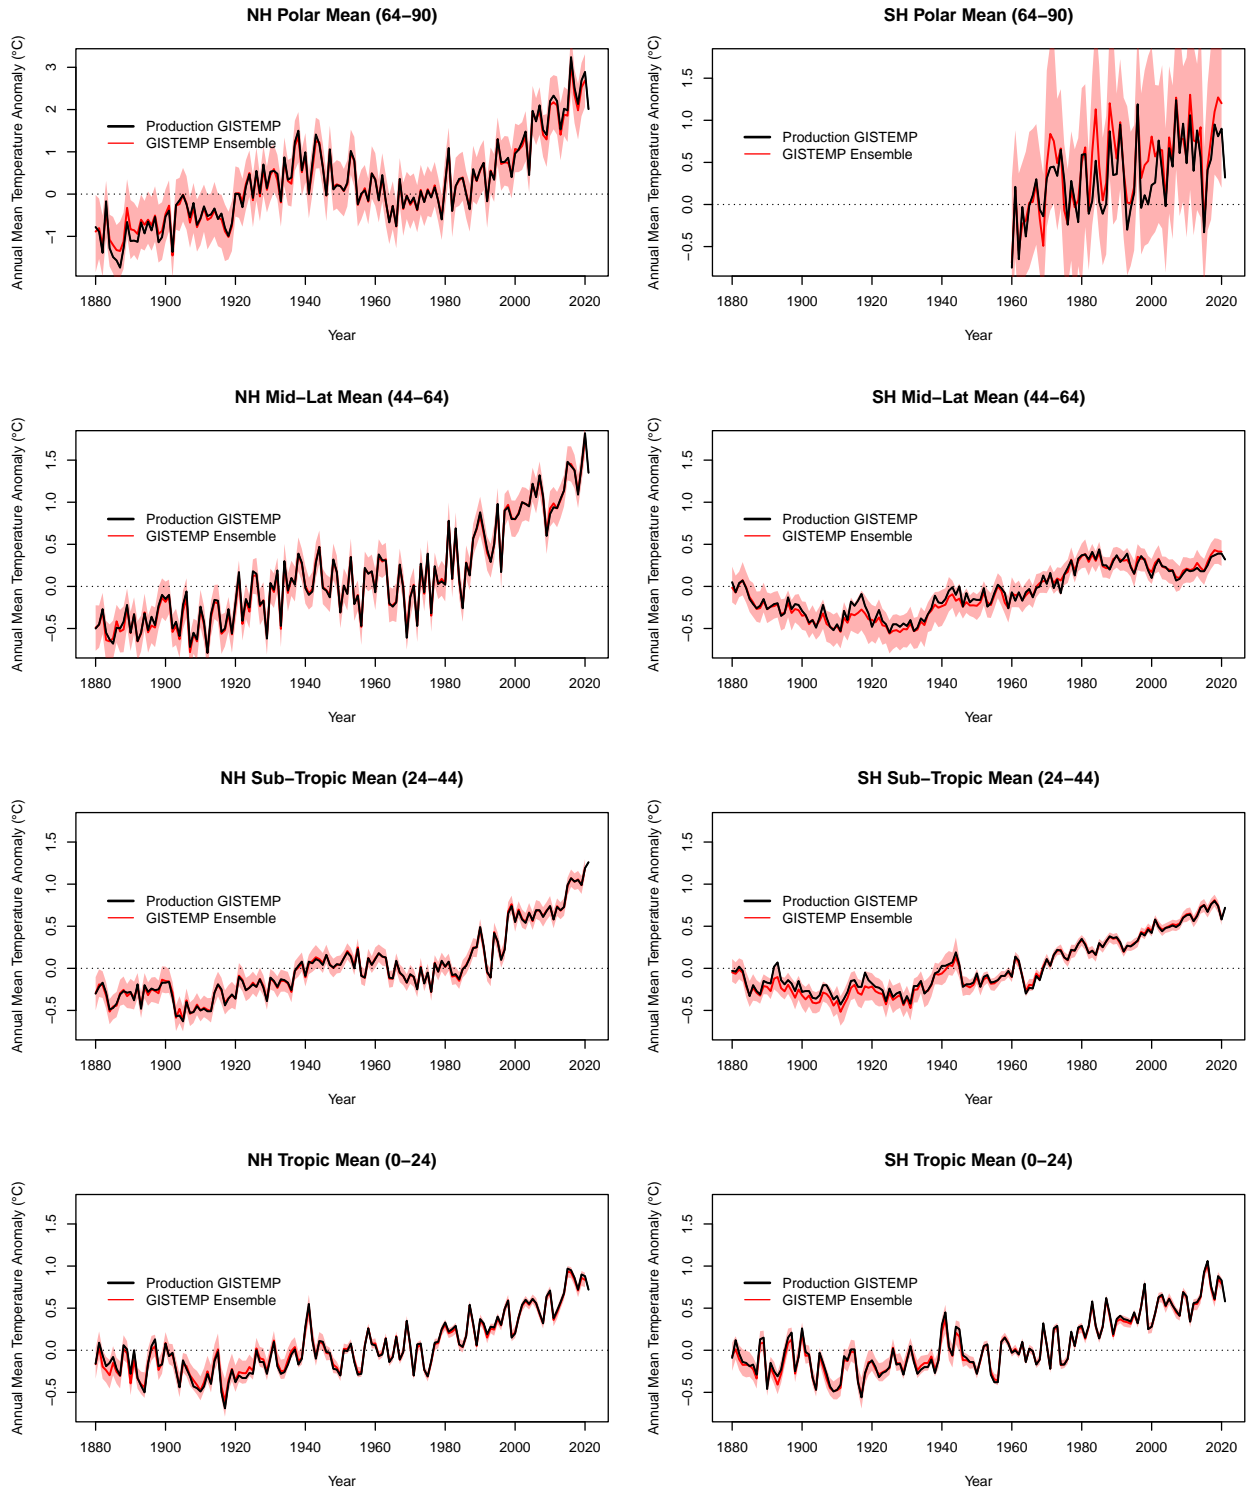 NH Polar Mean (64−90)
Annual Mean Temperature Anomaly (°C)
3
2
1
0
−1
Production GISTEMP
GISTEMP Ensemble
1880 1900 1920 1940 1960 1980 2000 2020
Year
SH Polar Mean (64−90)
Annual Mean Temperature Anomaly (°C)
1.5
1.0
0.5
0.0
−0.5
Production GISTEMP
GISTEMP Ensemble
1880 1900 1920 1940 1960 1980 2000 2020
Year
NH Mid−Lat Mean (44−64)
Annual Mean Temperature Anomaly (°C)
1.5
1.0
0.5
0.0
−0.5
Production GISTEMP
GISTEMP Ensemble
1880 1900 1920 1940 1960 1980 2000 2020
Year
SH Mid−Lat Mean (44−64)
Annual Mean Temperature Anomaly (°C)
1.5
1.0
0.5
0.0
−0.5
Production GISTEMP
GISTEMP Ensemble
1880 1900 1920 1940 1960 1980 2000 2020
Year
NH Sub−Tropic Mean (24−44)
Annual Mean Temperature Anomaly (°C)
1.5
1.0
0.5
0.0
−0.5
Production GISTEMP
GISTEMP Ensemble
1880 1900 1920 1940 1960 1980 2000 2020
Year
SH Sub−Tropic Mean (24−44)
Annual Mean Temperature Anomaly (°C)
1.5
1.0
0.5
0.0
−0.5
Production GISTEMP
GISTEMP Ensemble
1880 1900 1920 1940 1960 1980 2000 2020
Year
NH Tropic Mean (0−24)
Annual Mean Temperature Anomaly (°C)
1.5
1.0
0.5
0.0
−0.5
Production GISTEMP
GISTEMP Ensemble
1880 1900 1920 1940 1960 1980 2000 2020
Year
SH Tropic Mean (0−24)
Annual Mean Temperature Anomaly (°C)
1.5
1.0
0.5
0.0
−0.5
Production GISTEMP
GISTEMP Ensemble
1880 1900 1920 1940 1960 1980 2000 2020
Year